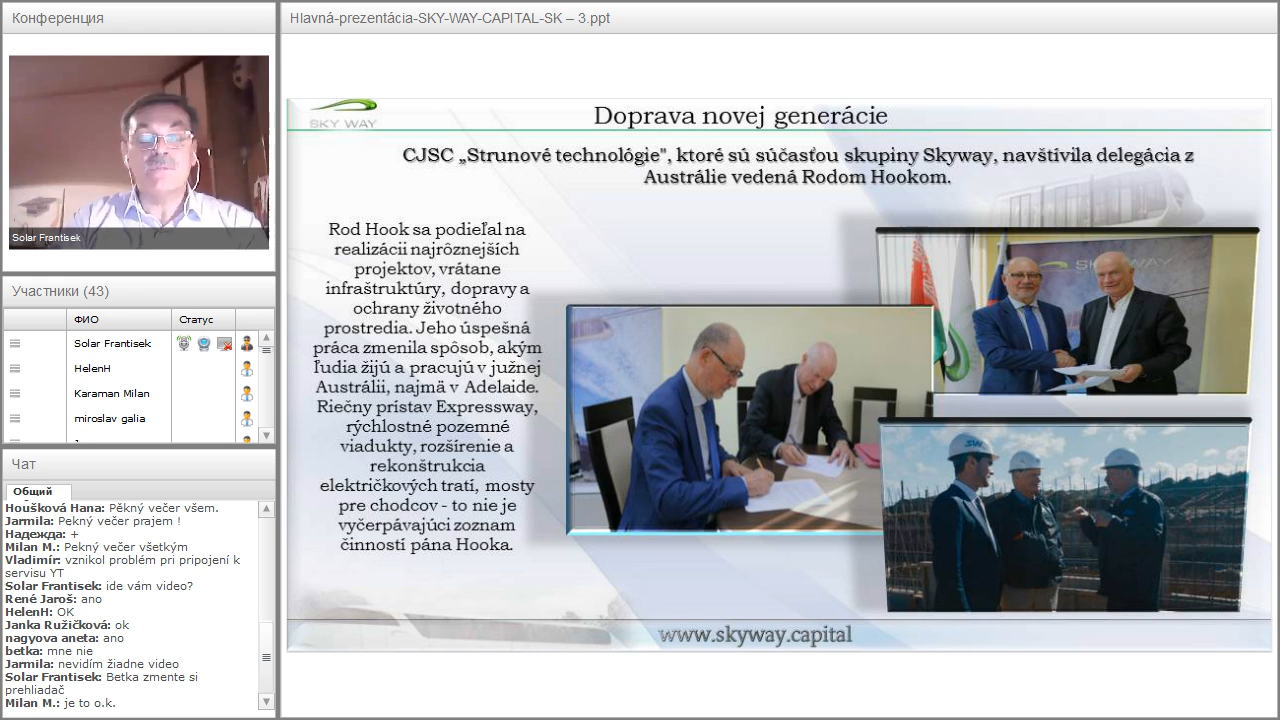 Конференция
Solar Frantisek
Участники (43)
ФИО
Статус
Solar Frantisek
HelenH
Karaman Milan
miroslav galia
Чат
Общий
Houšková Hana: Pěkný večer všem.
Jarmila: Pekný večer prajem !
Надежда: +
Milan M.: Pekný večer všetkým
Vladimír: vznikol problém pri pripojení k
servisu YT
Solar Frantisek: ide vám video?
René Jaroš: ano
HelenH: OK
Janka Ružičková: ok
nagyova aneta: ano
betka: mne nie
Jarmila: nevidím žiadne video
Solar Frantisek: Betka zmente si
prehliadač
Milan M.: je to o.k.
Hlavná-prezentácia-SKY-WAY-CAPITAL-SK – 3.ppt
SKY WAY
Doprava novej generácie
CJSC „Strunové technológie", ktoré sú súčasťou skupiny Skyway, navštívila delegácia z
Austrálie vedená Rodom Hookom.
Rod Hook sa podieľal na
realizácii najrôznejších
projektov, vrátane
infraštruktúry, dopravy a
ochrany životného
prostredia. Jeho úspešná
práca zmenila spôsob, akým
ľudia žijú a pracujú v južnej
Austrálii, najmä v Adelaide.
Riečny prístav Expressway,
rýchlostné pozemné
viadukty, rozšírenie a
rekonštrukcia
električkových tratí, mosty
pre chodcov - to nie je
vyčerpávajúci zoznam
činností pána Hooka.
SKY WAY
www.skyway.capital